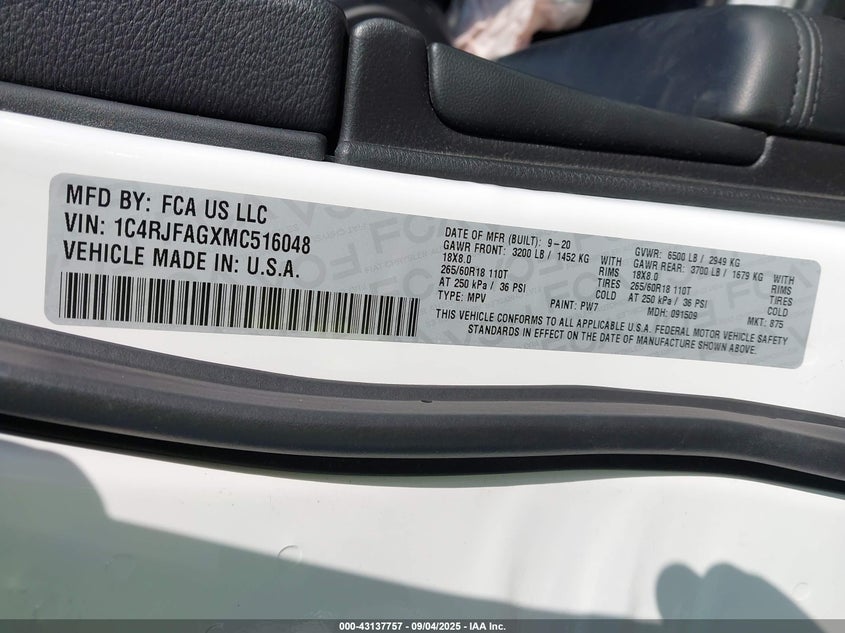 MFD BY: FCA US LLC
VIN: 1C4RJFAGXMC516048
VEHICLE MADE IN: U.S.A.
DATE OF MFR (BUILT): 9-20 GVWR: 6500 LB / 2949 KG
GAWR FRONT: 3200 LB / 1452 KG WITH GAWR REAR: 3700 LB / 1679 KG WITH
18X8.0 RIMS 18X8.0 RIMS
265/60R18 110T TIRES 265/60R18 110T TIRES
AT 250 kPa / 36 PSI COLD AT 250 kPa / 36 PSI COLD
TYPE: MPV PAINT: PW7 MDH: 091509 MKT: 875
THIS VEHICLE CONFORMS TO ALL APPLICABLE U.S.A. FEDERAL MOTOR VEHICLE SAFETY
STANDARDS IN EFFECT ON THE DATE OF MANUFACTURE SHOWN ABOVE.
000-43137757 - 09/04/2025 - IAA Inc.